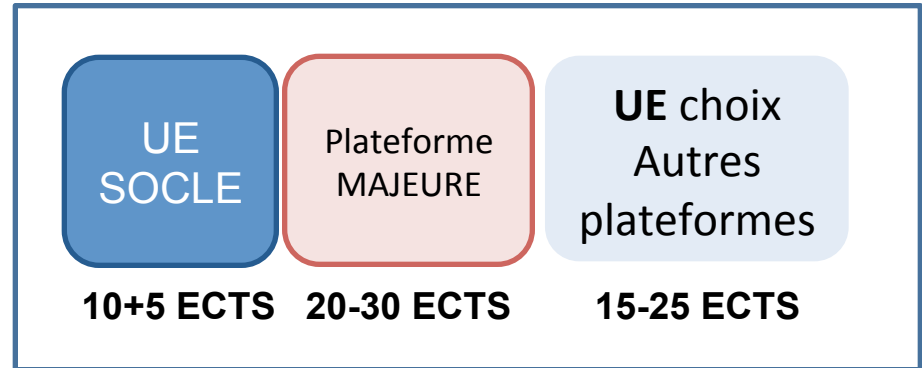 UE
SOCLE
Plateforme
MAJEURE
UE choix
Autres
plateformes
10+5 ECTS
20-30 ECTS
15-25 ECTS